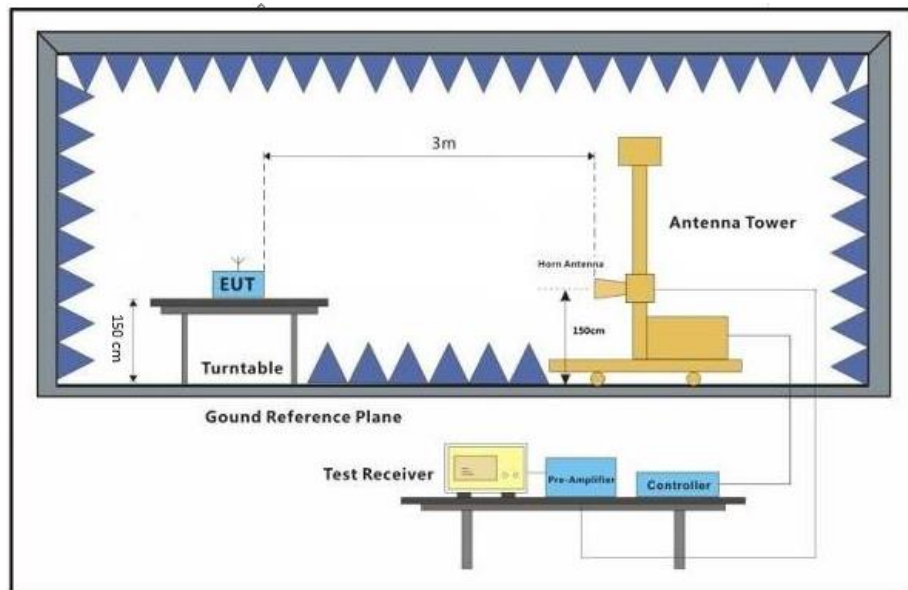 3m
Antenna Tower
Horn Antenna
EUT
150 cm
150cm
Turntable
Gound Reference Plane
Test Receiver
Pre-Amplifier
Controller